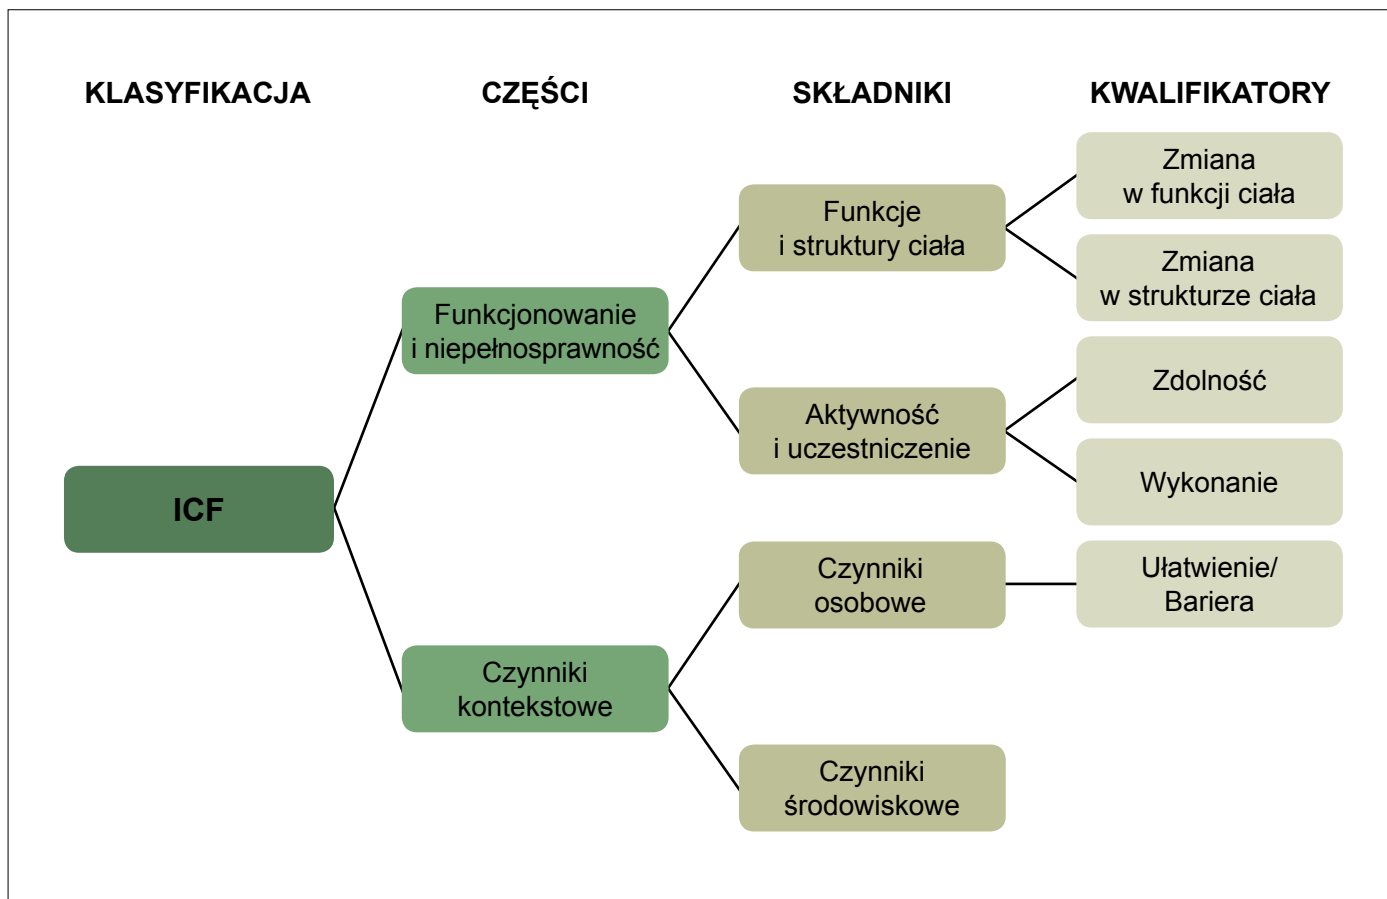 KLASYFIKACJA
CZĘŚCI
SKŁADNIKI
KWALIFIKATORY
ICF
Funkcjonowanie
i niepełnosprawność
Czynniki
kontekstowe
Funkcje
i struktury ciała
Aktywność
i uczestniczenie
Czynniki
osobowe
Czynniki
środowiskowe
Zmiana
w funkcji ciała
Zmiana
w strukturze ciała
Zdolność
Wykonanie
Ułatwienie/
Bariera